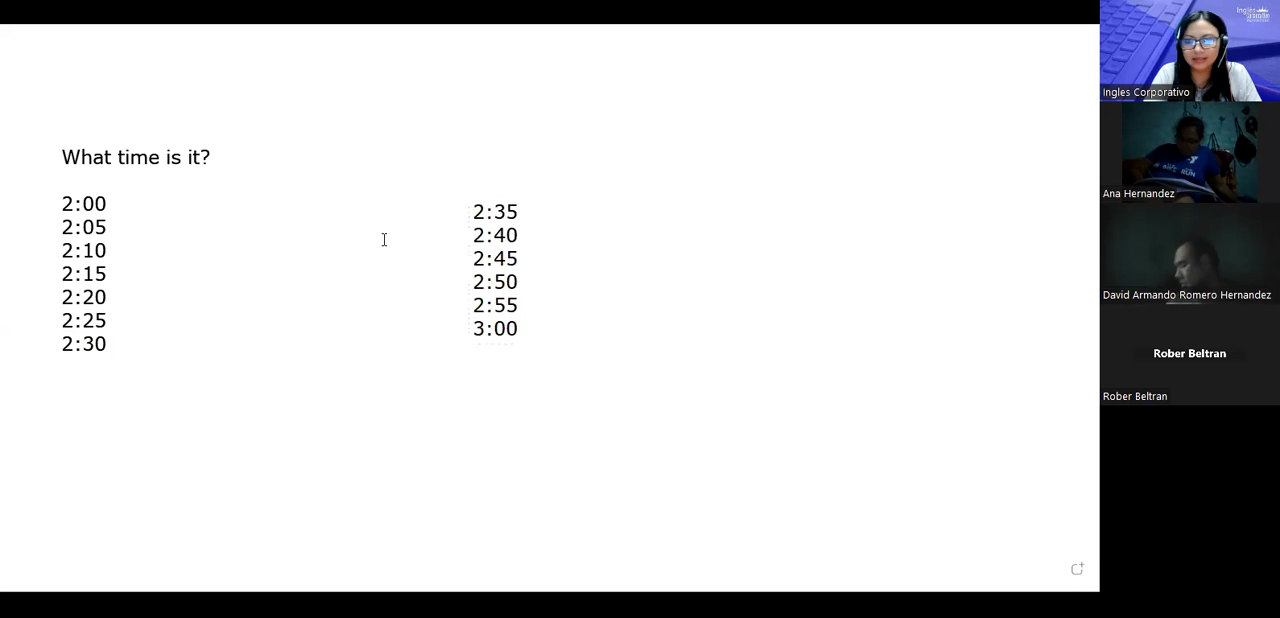 What time is it?
2:00
2:05
2:10
2:15
2:20
2:25
2:30
2:35
2:40
2:45
2:50
2:55
3:00
Ingles
Ingles Corporativo
RUN
Ana Hernandez
David Armando Romero Hernandez
Rober Beltran
Rober Beltran